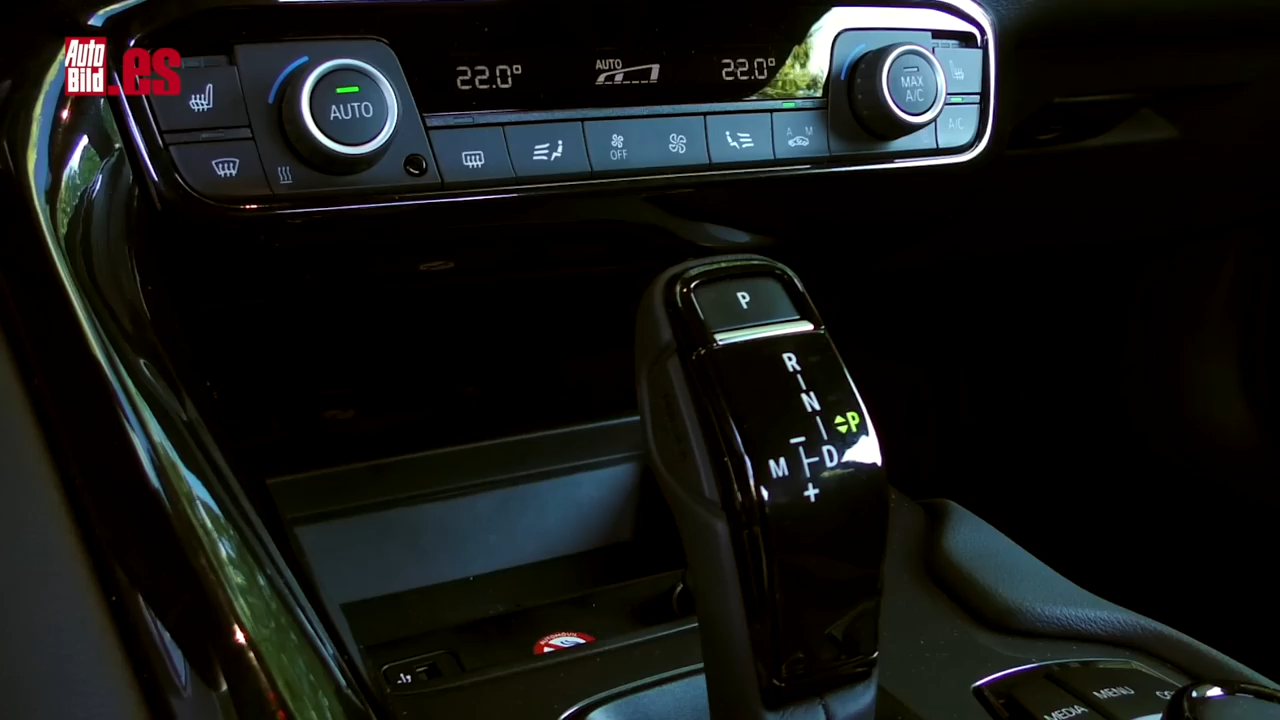 Auto
Bild
.es
AUTO
22.0°
AUTO
22.0°
MAX
A/C
A/C
OFF
A M
P
R
N
P
M
D
MENU
MEDIA